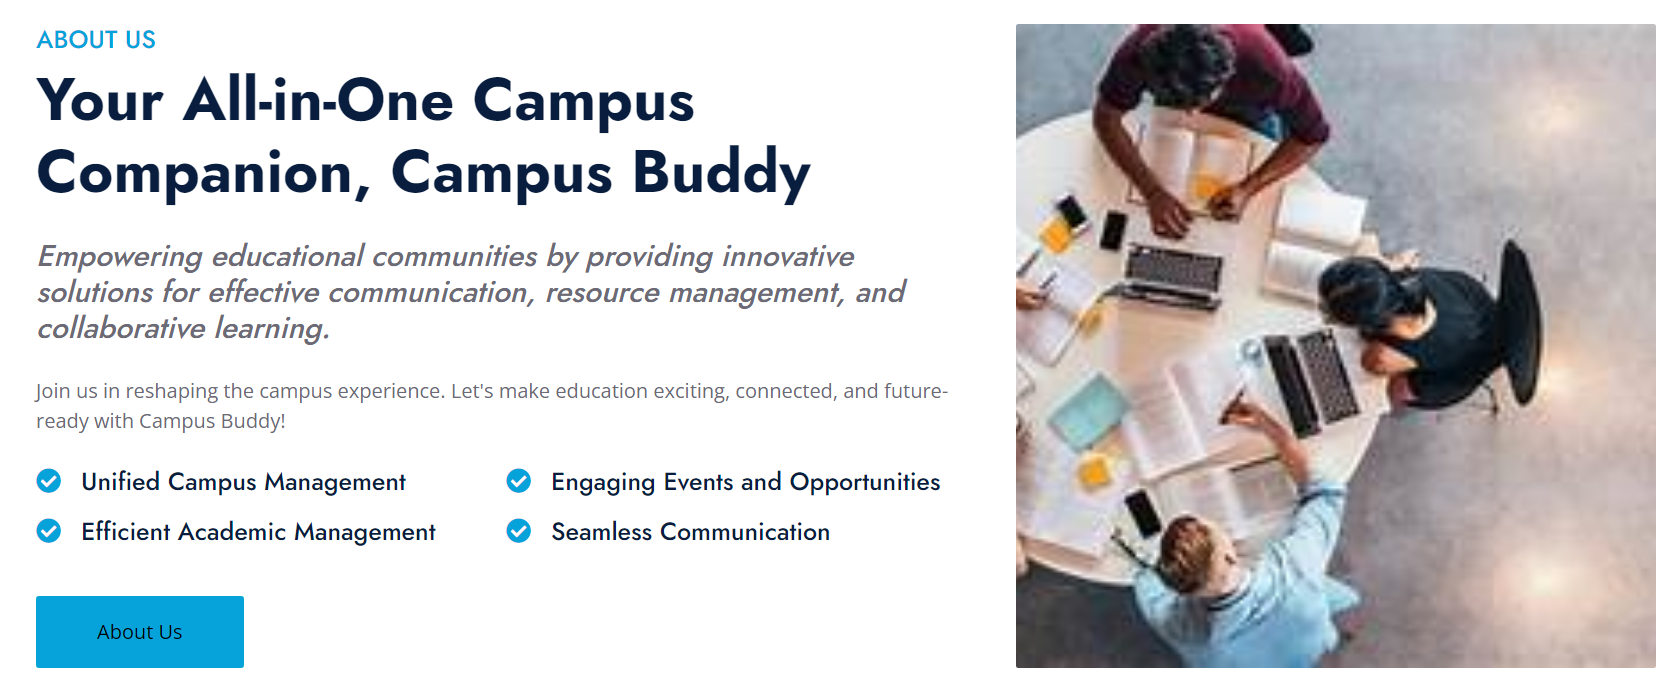 ABOUT US
Your All-in-One Campus
Companion, Campus Buddy
Empowering educational communities by providing innovative
solutions for effective communication, resource management, and
collaborative learning.
Join us in reshaping the campus experience. Let's make education exciting, connected, and future-
ready with Campus Buddy!
Unified Campus Management
Engaging Events and Opportunities
Efficient Academic Management
Seamless Communication
About Us